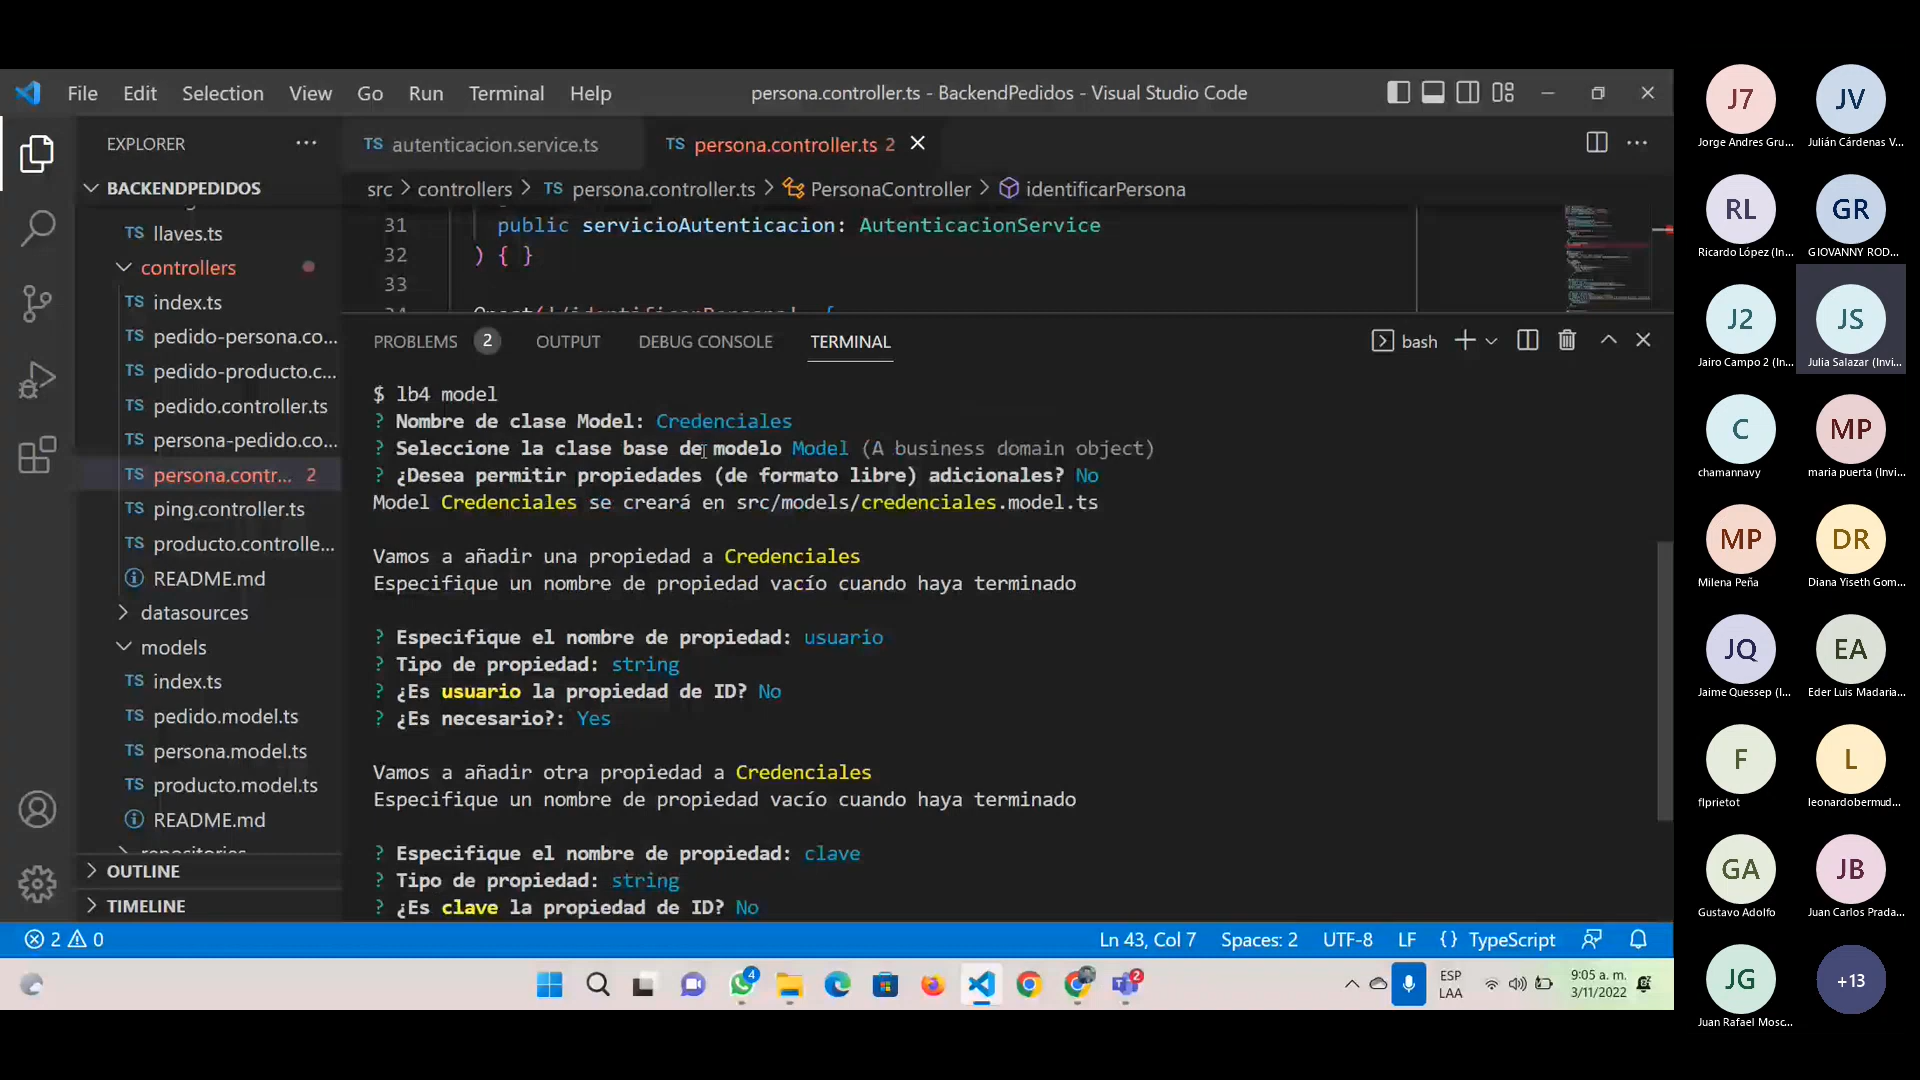 File Edit Selection View Go Run Terminal Help
persona.controller.ts - BackendPedidos - Visual Studio Code
EXPLORER
TS autenticacion.service.ts
TS persona.controller.ts 2
BACKENDPEDIDOS
src > controllers > TS persona.controller.ts > PersonaController > identificarPersona
TS llaves.ts
controllers
TS index.ts
TS pedido-persona.co...
TS pedido-producto.c...
TS pedido.controller.ts
TS persona-pedido.co...
TS persona.contr... 2
TS ping.controller.ts
TS producto.controlle...
README.md
datasources
models
TS index.ts
TS pedido.model.ts
TS persona.model.ts
TS producto.model.ts
README.md
repositories
OUTLINE
TIMELINE
31 public servicioAutenticacion: AutenticacionService
32 ) { }
33
34 @post('/identificarPersona', {
PROBLEMS 2 OUTPUT DEBUG CONSOLE TERMINAL
bash
$ lb4 model
? Nombre de clase Model: Credenciales
? Seleccione la clase base de modelo Model (A business domain object)
? ¿Desea permitir propiedades (de formato libre) adicionales? No
Model Credenciales se creará en src/models/credenciales.model.ts
Vamos a añadir una propiedad a Credenciales
Especifique un nombre de propiedad vacío cuando haya terminado
? Especifique el nombre de propiedad: usuario
? Tipo de propiedad: string
? ¿Es usuario la propiedad de ID? No
? ¿Es necesario?: Yes
Vamos a añadir otra propiedad a Credenciales
Especifique un nombre de propiedad vacío cuando haya terminado
? Especifique el nombre de propiedad: clave
? Tipo de propiedad: string
? ¿Es clave la propiedad de ID? No
2 0
Ln 43, Col 7 Spaces: 2 UTF-8 LF {} TypeScript
4
2
ESP
LAA
9:05 a. m.
3/11/2022
J7
Jorge Andres Gru...
JV
Julián Cárdenas V...
RL
Ricardo López (In...
GR
GIOVANNY ROD...
J2
Jairo Campo 2 (In...
JS
Julia Salazar (Invi...
C
chamannavy
MP
maria puerta (Invi...
MP
Milena Peña
DR
Diana Yiseth Gom...
JQ
Jaime Quessep (I...
EA
Eder Luis Madaria...
F
flprietot
L
leonardobermud...
GA
Gustavo Adolfo
JB
Juan Carlos Prada...
JG
Juan Rafael Mosc...
+13